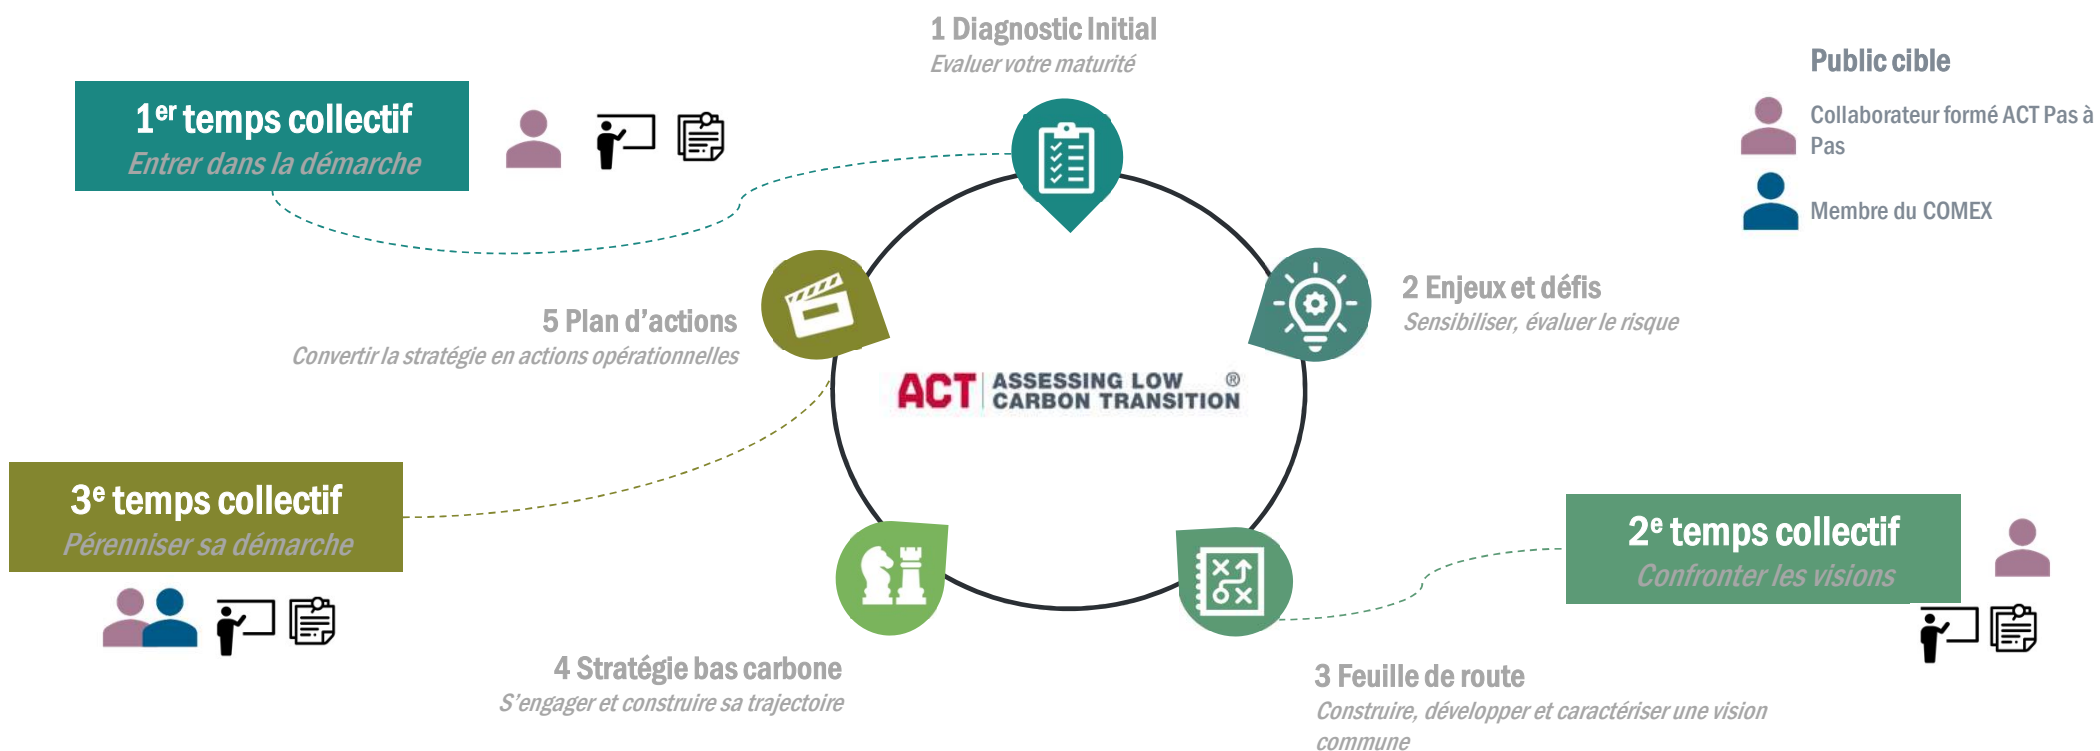 1 Diagnostic Initial
Evaluer votre maturité
Public cible
Collaborateur formé ACT Pas à
Pas
Membre du COMEX
1er temps collectif
Entrer dans la démarche
2 Enjeux et défis
Sensibiliser, évaluer le risque
5 Plan d’actions
Convertir la stratégie en actions opérationnelles
ACT ASSESSING LOW ®
CARBON TRANSITION
3e temps collectif
Pérenniser sa démarche
2e temps collectif
Confronter les visions
4 Stratégie bas carbone
S’engager et construire sa trajectoire
3 Feuille de route
Construire, développer et caractériser une vision
commune